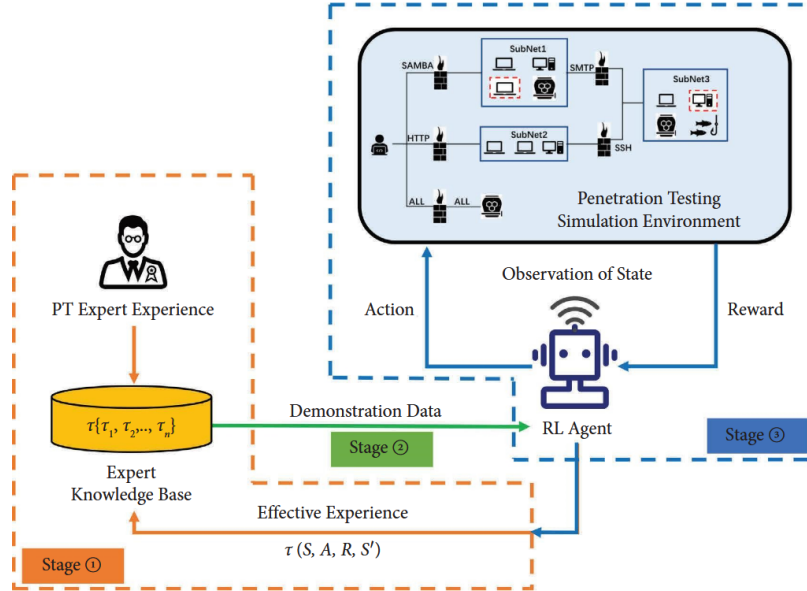 SubNet1
SAMBA
SMTP
SubNet3
HTTP
SubNet2
SSH
ALL
ALL
Penetration Testing
Simulation Environment
Observation of State
Action
Reward
PT Expert Experience
τ{τ1, τ2,.., τn}
Demonstration Data
RL Agent
Stage ②
Stage ③
Expert
Knowledge Base
Effective Experience
τ (S, A, R, S′)
Stage ①